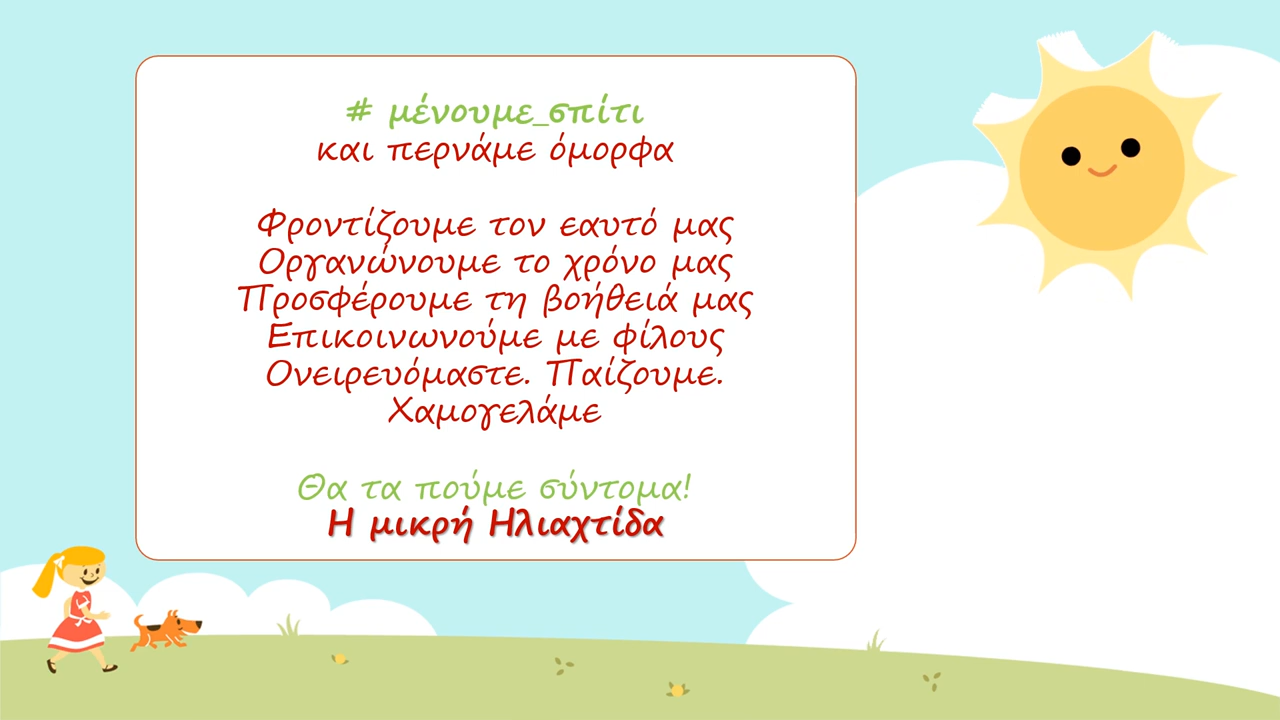 # μένουμε_σπίτι
και περνάμε όμορφα
Φροντίζουμε τον εαυτό μας
Οργανώνουμε το χρόνο μας
Προσφέρουμε τη βοήθειά μας
Επικοινωνούμε με φίλους
Ονειρευόμαστε. Παίζουμε.
Χαμογελάμε
Θα τα πούμε σύντομα!
Η μικρή Ηλιαχτίδα